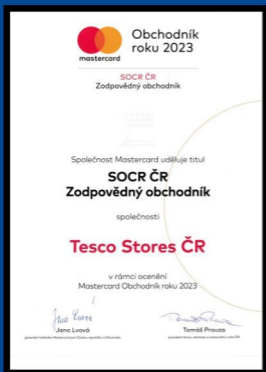 mastercard
Obchodník
roku 2023
SOCR ČR
Zodpovědný obchodník
Společnost Mastercard uděluje titul
SOCR ČR
Zodpovědný obchodník
společnosti
Tesco Stores ČR
v rámci ocenění
Mastercard Obchodník roku 2023
Jana Lvová
Tomáš Prouza